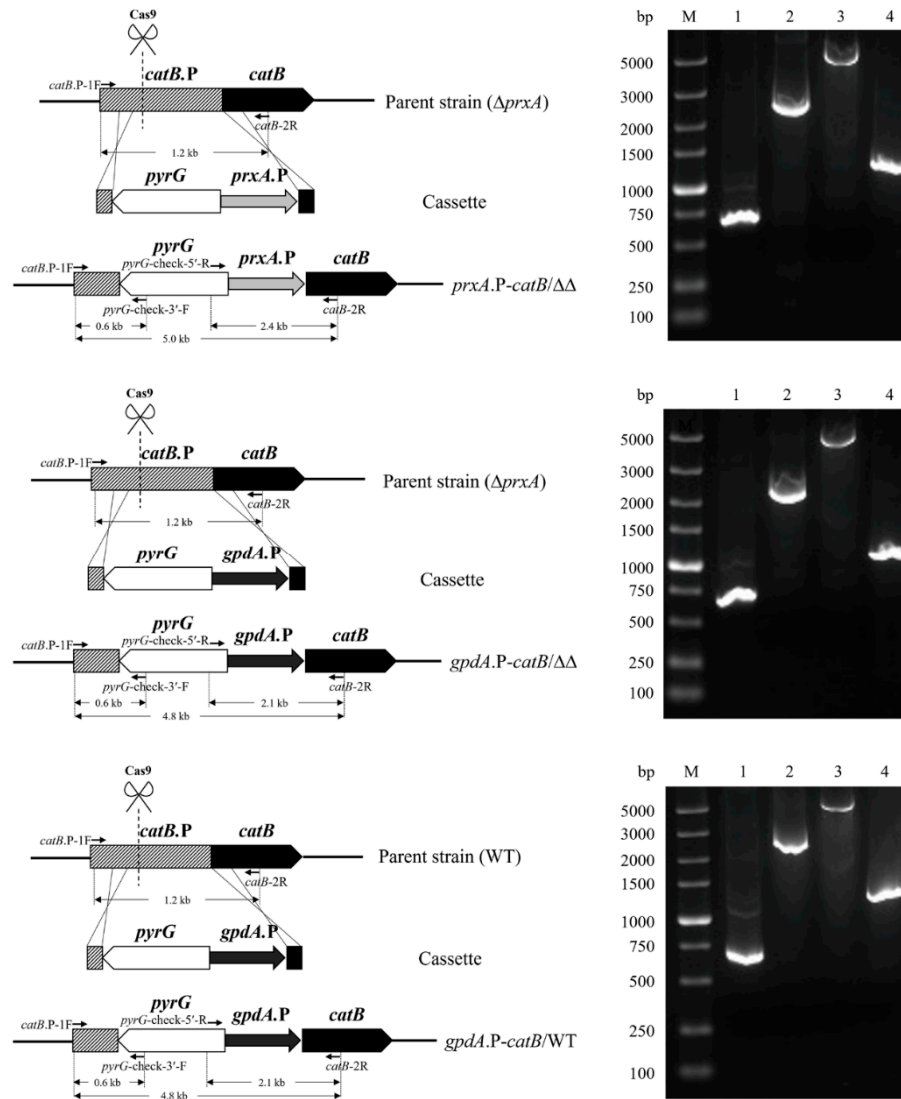 Cas9
catB.P catB
catB.P-1F
Parent strain (ΔprxA)
catB-2R
1.2 kb
pyrG prxA.P
Cassette
pyrG
catB.P-1F pyrG-check-5′-R prxA.P catB
prxA.P-catB/ΔΔ
pyrG-check-3′-F catB-2R
0.6 kb 2.4 kb
5.0 kb
bp M 1 2 3 4
5000
3000
2000
1500
1000
750
500
250
100
Cas9
catB.P catB
catB.P-1F
Parent strain (ΔprxA)
catB-2R
1.2 kb
pyrG gpdA.P
Cassette
pyrG
catB.P-1F pyrG-check-5′-R gpdA.P catB
gpdA.P-catB/ΔΔ
pyrG-check-3′-F catB-2R
0.6 kb 2.1 kb
4.8 kb
bp 1 2 3 4
M
5000
3000
2000
1500
1000
750
500
250
100
Cas9
catB.P catB
catB.P-1F
Parent strain (WT)
catB-2R
1.2 kb
pyrG gpdA.P
Cassette
pyrG
catB.P-1F pyrG-check-5′-R gpdA.P catB
gpdA.P-catB/WT
pyrG-check-3′-F catB-2R
0.6 kb 2.1 kb
4.8 kb
bp M 1 2 3 4
5000
3000
2000
1500
1000
750
500
250
100